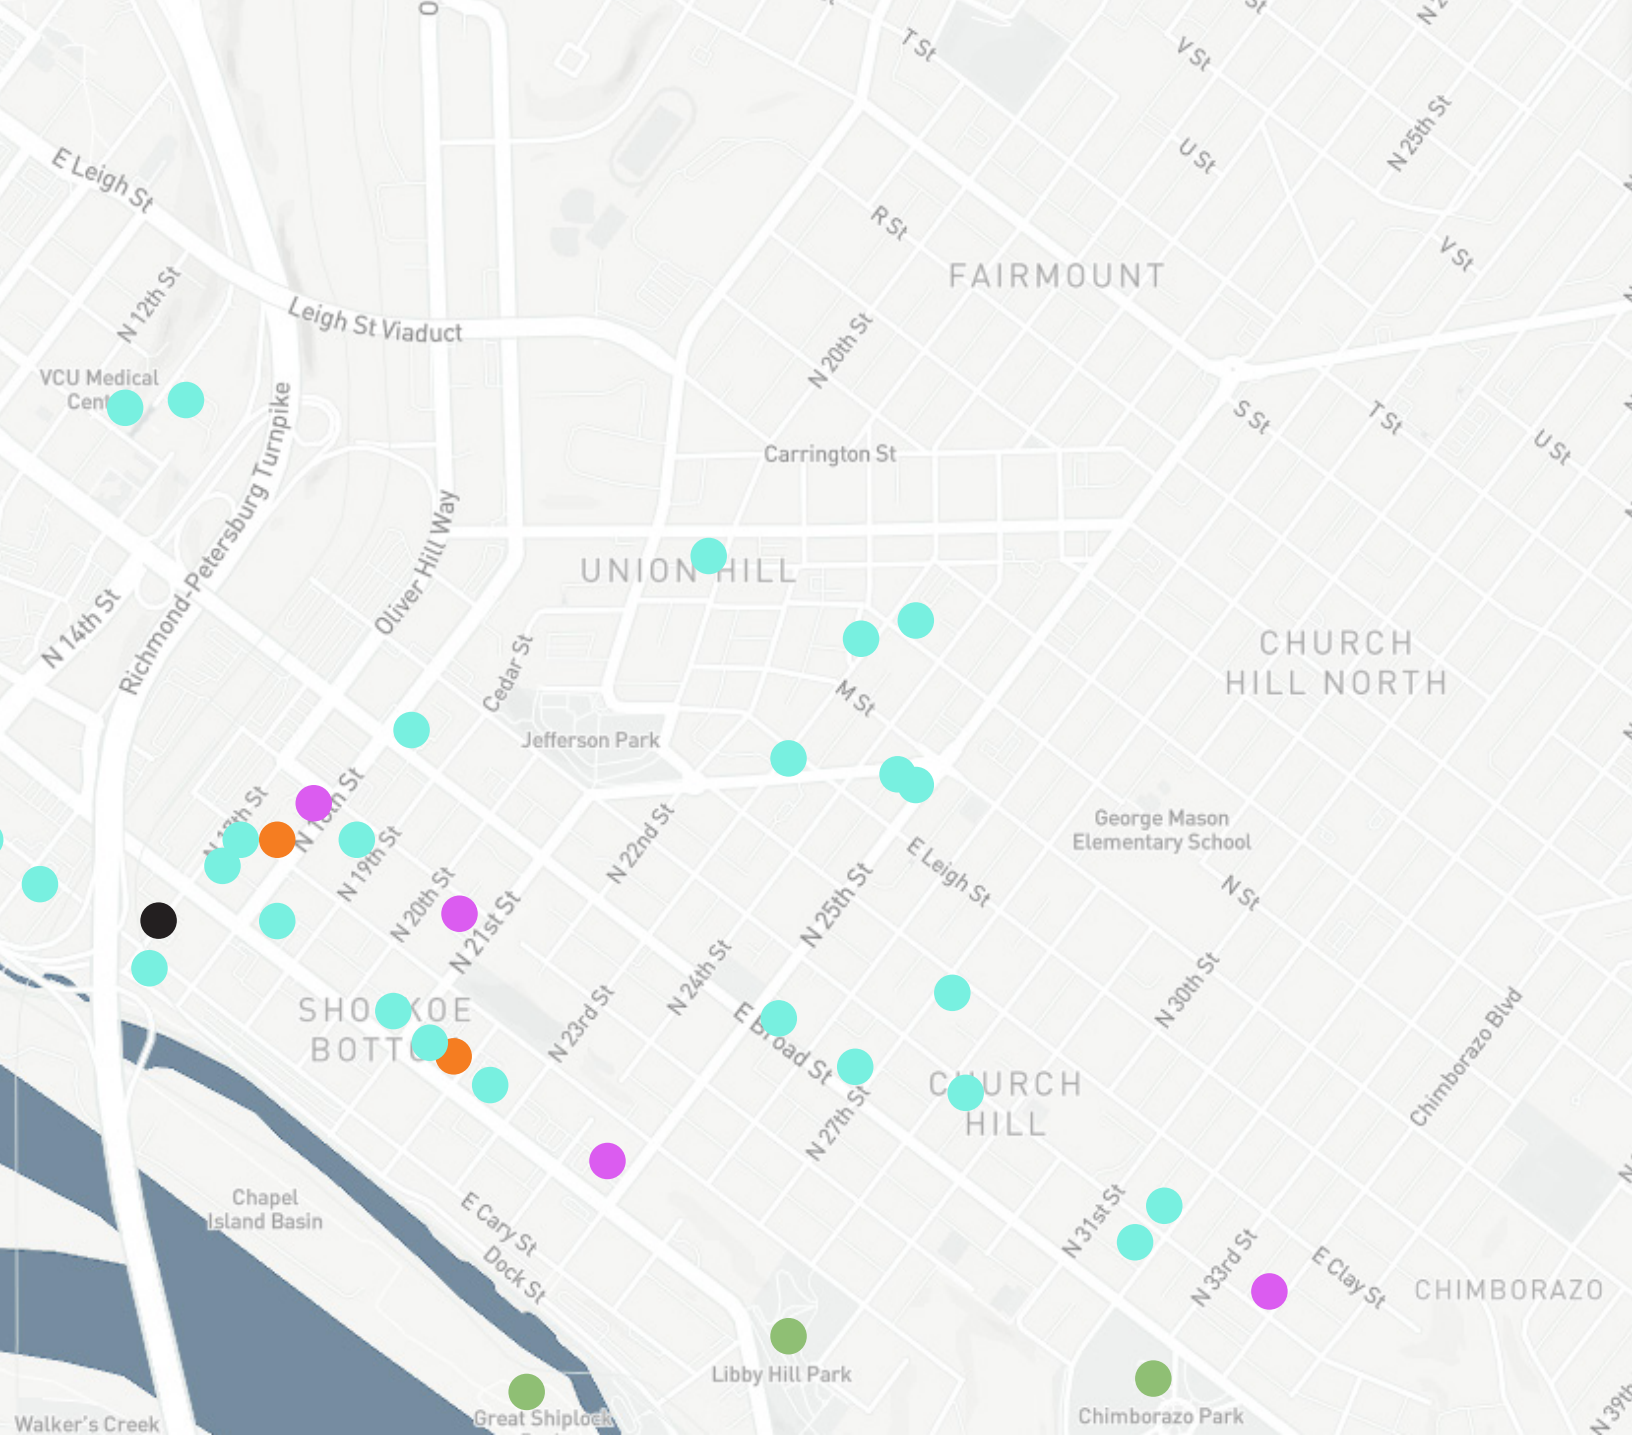 T St
V St
N 25th St
U St
E Leigh St
R St
V St
FAIRMOUNT
N 12th St
Leigh St Viaduct
N 20th St
VCU Medical
S St
T St
U St
Carrington St
Richmond-Petersburg Turnpike
Oliver Hill Way
UNION HILL
N 14th St
CHURCH
HILL NORTH
Cedar St
M St
Jefferson Park
N 22nd St
George Mason
Elementary School
N 19th St
E Leigh St
N St
N 20th St
N 21st St
N 25th St
N 24th St
N 30th St
N 23rd St
E Broad St
Chimborazo Blvd
CHURCH
HILL
N 27th St
Chapel
Island Basin
E Cary St
Dock St
N 31st St
N 33rd St
E Clay St
CHIMBORAZO
Libby Hill Park
Great Shiplock
Chimborazo Park
Walker's Creek
N 39th